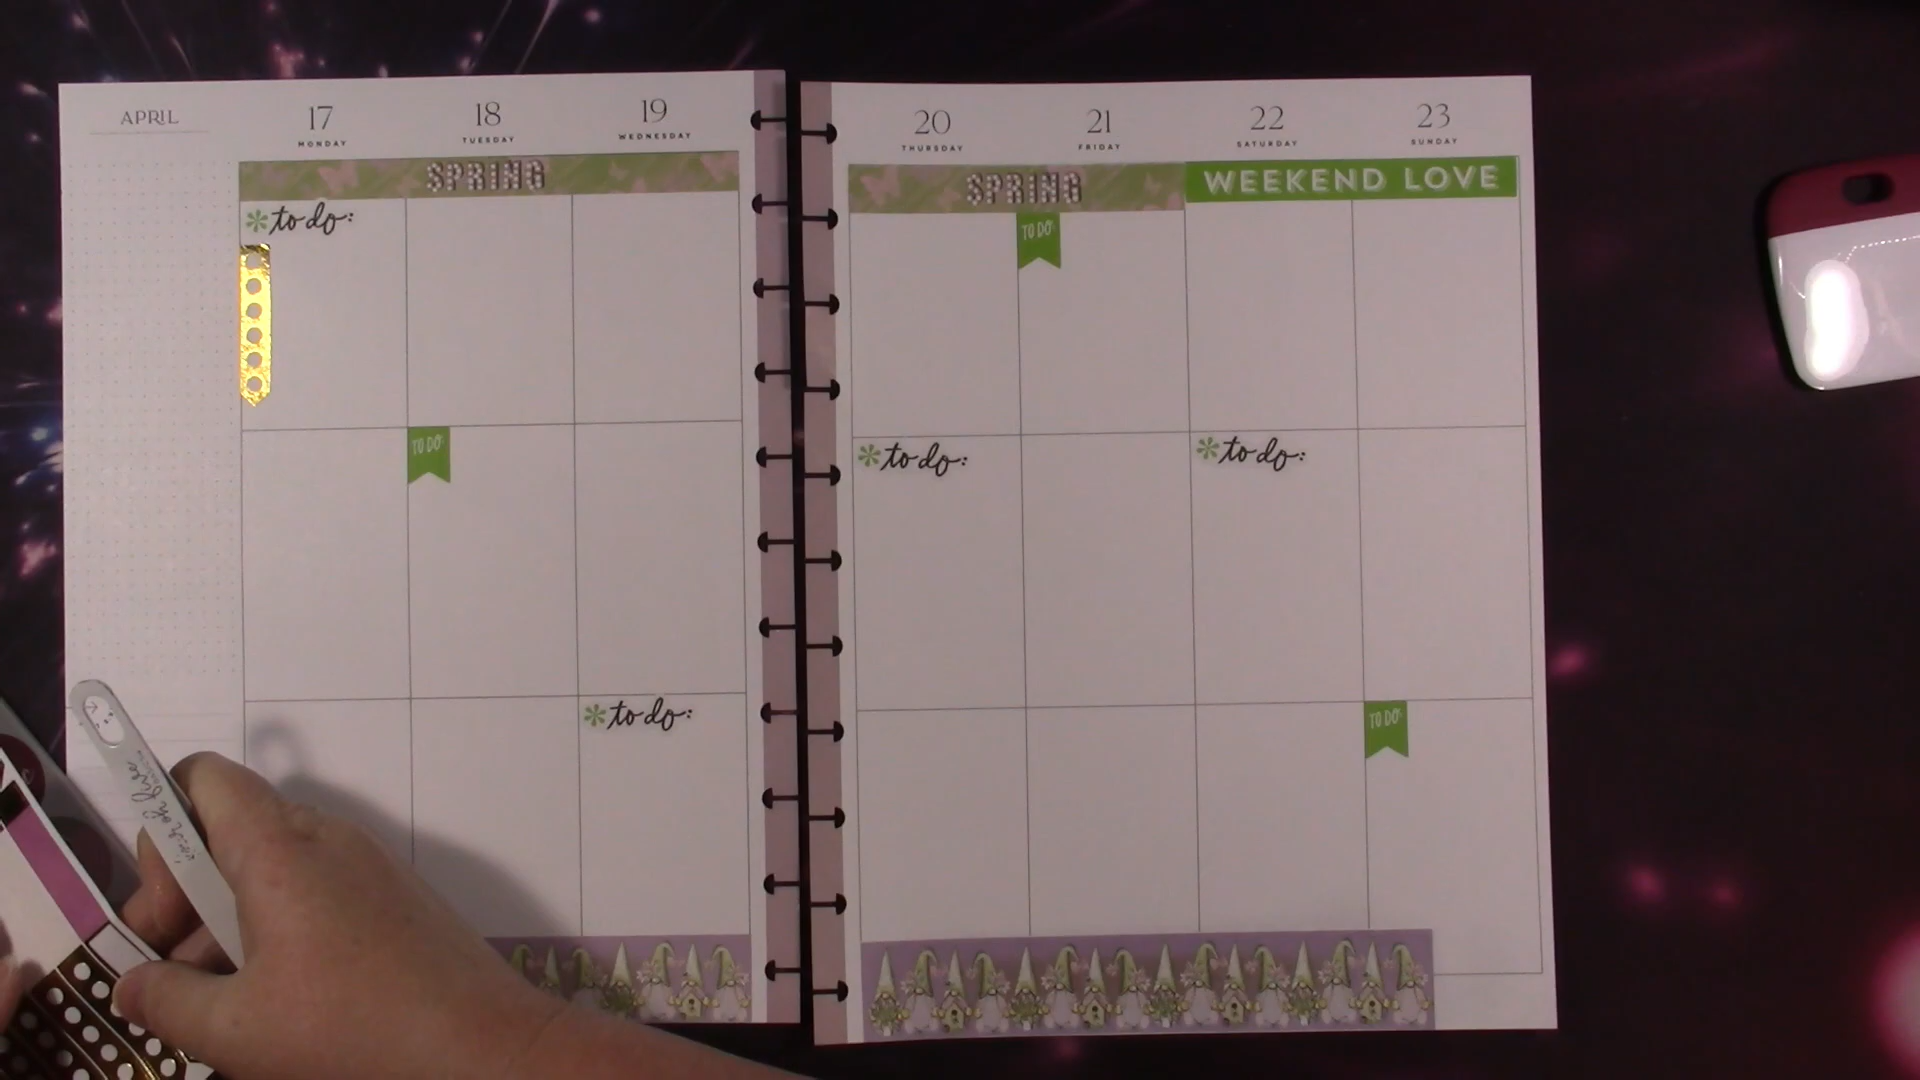 APRIL
17
MONDAY
18
TUESDAY
19
WEDNESDAY
20
THURSDAY
21
FRIDAY
22
SATURDAY
23
SUNDAY
SPRING
SPRING
WEEKEND LOVE
*to do:
TO DO:
TO DO:
*to do:
*to do:
*to do:
TO DO: